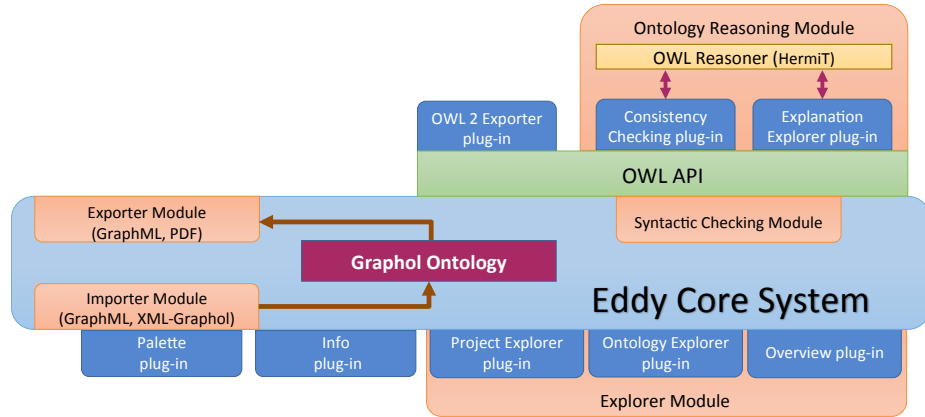 Ontology Reasoning Module
OWL Reasoner (HermiT)
OWL 2 Exporter
plug-in
Consistency
Checking plug-in
Explanation
Explorer plug-in
OWL API
Exporter Module
(GraphML, PDF)
Syntactic Checking Module
Graphol Ontology
Importer Module
(GraphML, XML-Graphol)
Eddy Core System
Palette
plug-in
Info
plug-in
Project Explorer
plug-in
Ontology Explorer
plug-in
Overview plug-in
Explorer Module